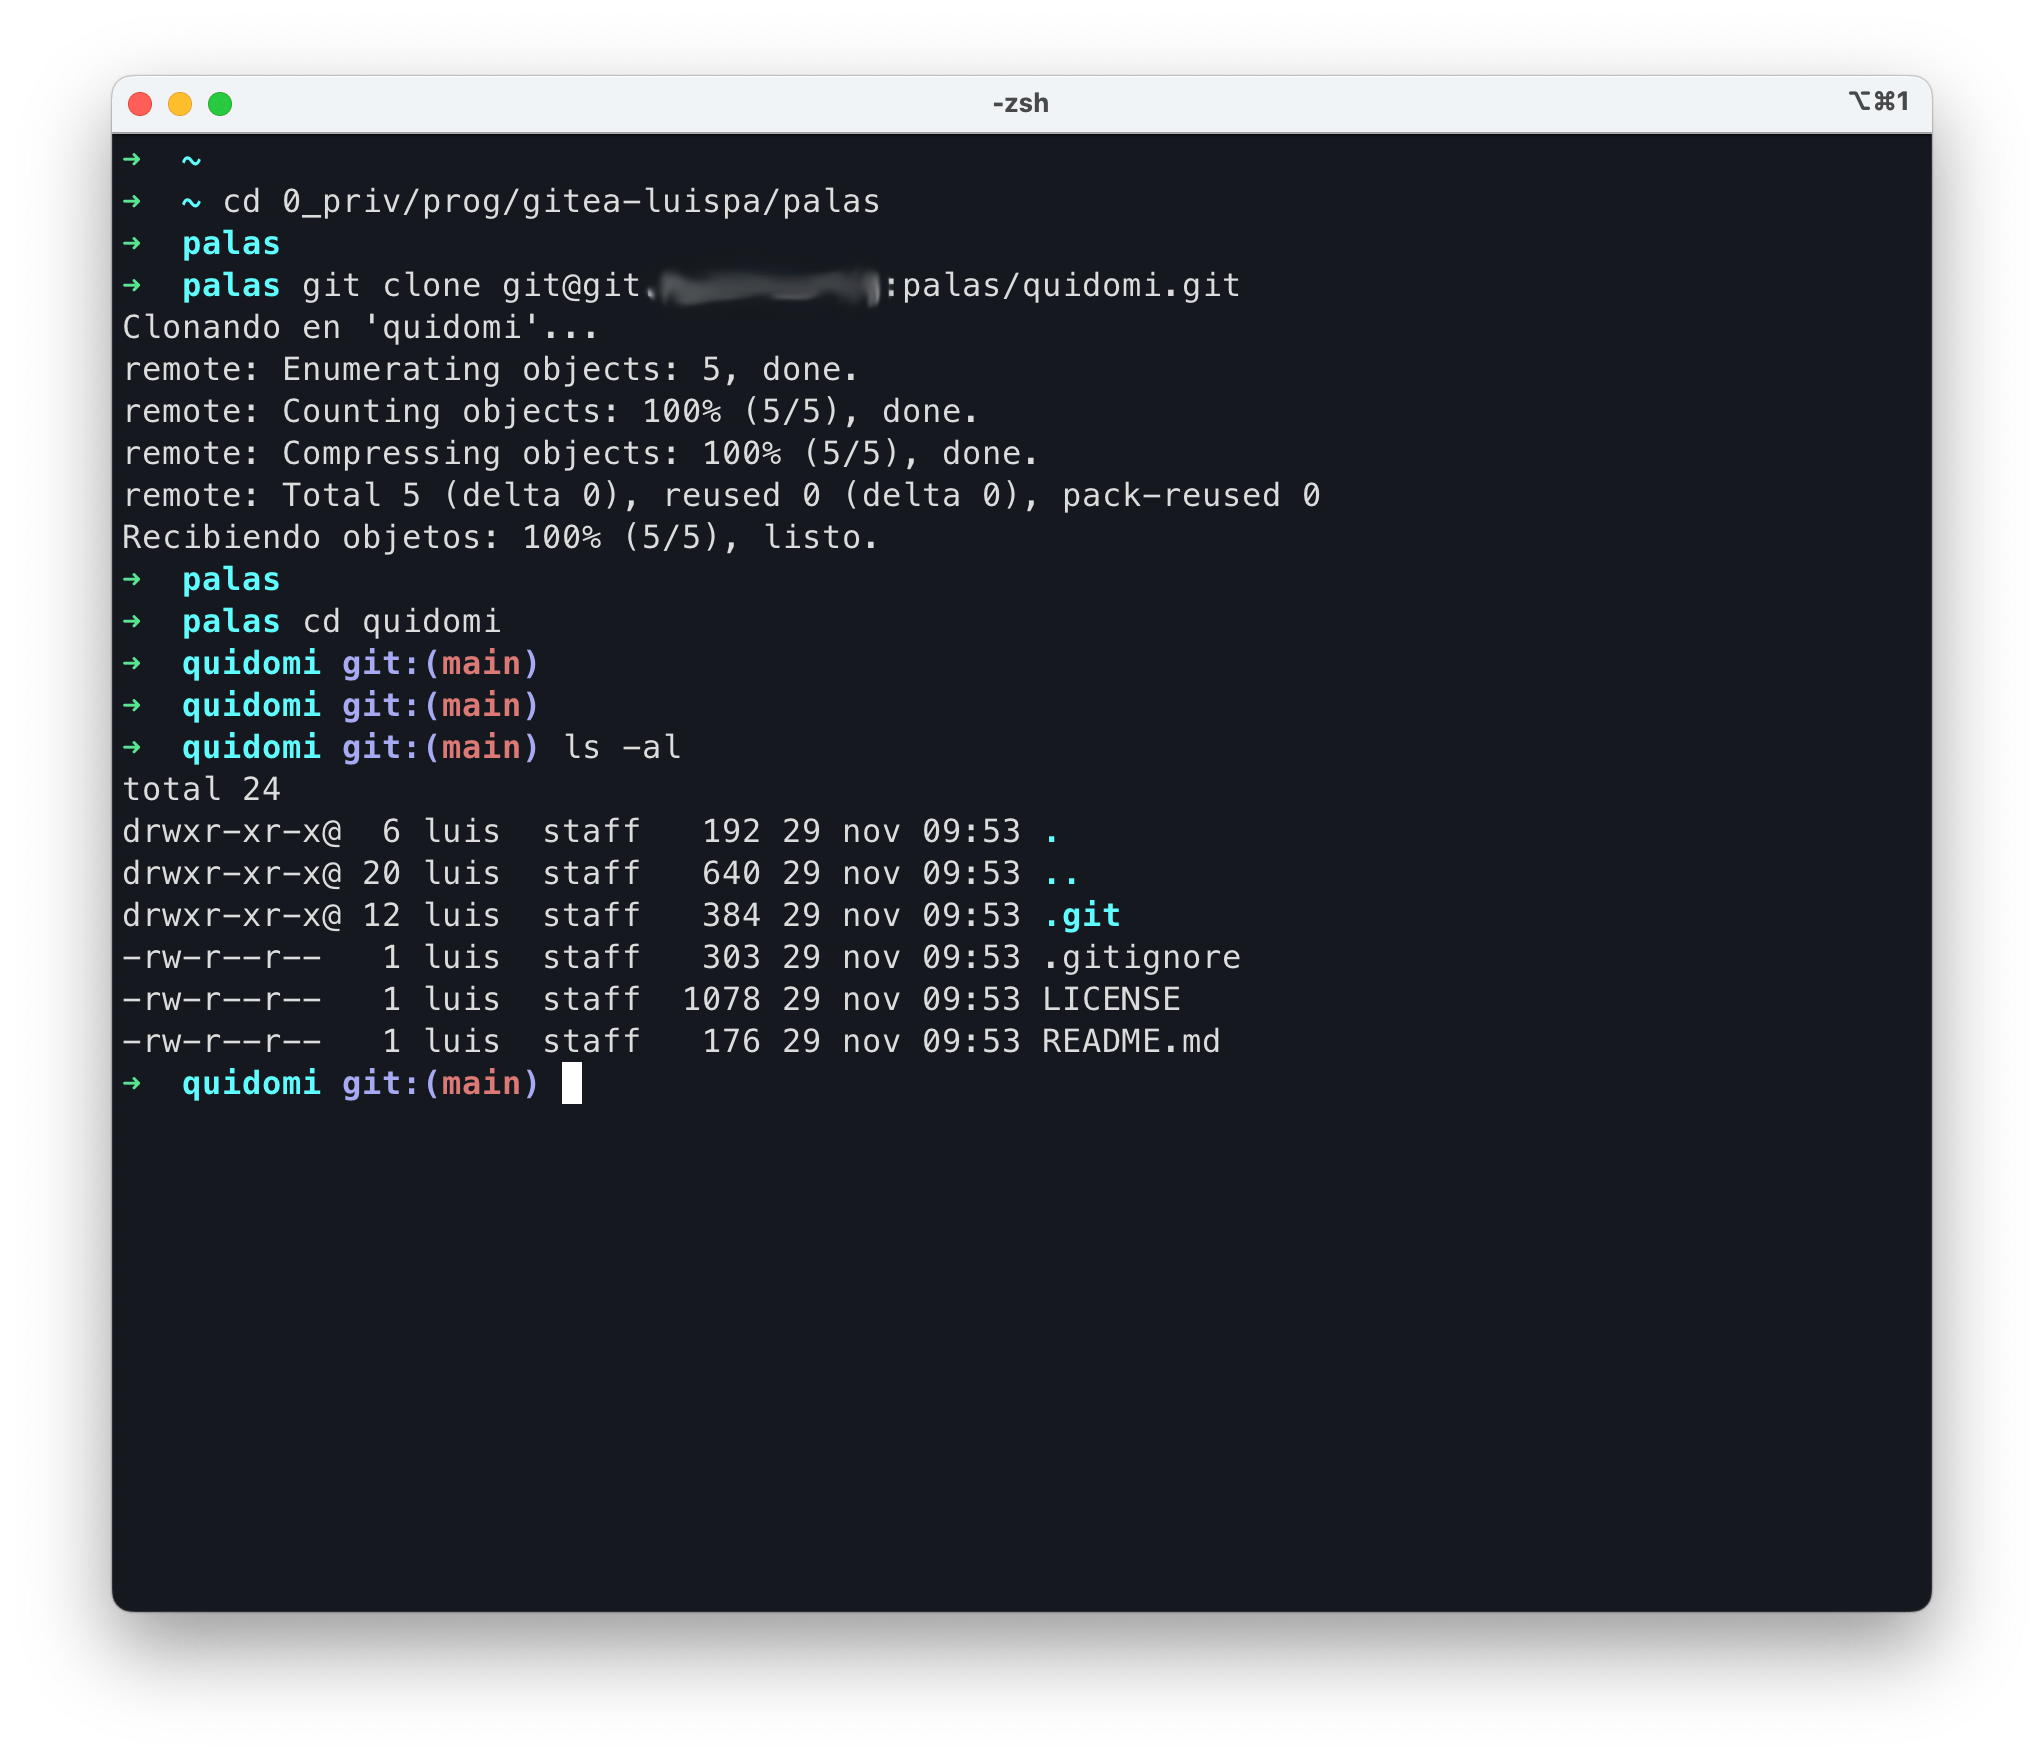 -zsh ⌥⌘1
➜  ~
➜  ~ cd 0_priv/prog/gitea-luispa/palas
➜  palas
➜  palas git clone git@git. :palas/quidomi.git
Clonando en 'quidomi'...
remote: Enumerating objects: 5, done.
remote: Counting objects: 100% (5/5), done.
remote: Compressing objects: 100% (5/5), done.
remote: Total 5 (delta 0), reused 0 (delta 0), pack-reused 0
Recibiendo objetos: 100% (5/5), listo.
➜  palas
➜  palas cd quidomi
➜  quidomi git:(main)
➜  quidomi git:(main)
➜  quidomi git:(main) ls -al
total 24
drwxr-xr-x@  6 luis  staff   192 29 nov 09:53 .
drwxr-xr-x@ 20 luis  staff   640 29 nov 09:53 ..
drwxr-xr-x@ 12 luis  staff   384 29 nov 09:53 .git
-rw-r--r--   1 luis  staff   303 29 nov 09:53 .gitignore
-rw-r--r--   1 luis  staff  1078 29 nov 09:53 LICENSE
-rw-r--r--   1 luis  staff   176 29 nov 09:53 README.md
➜  quidomi git:(main)